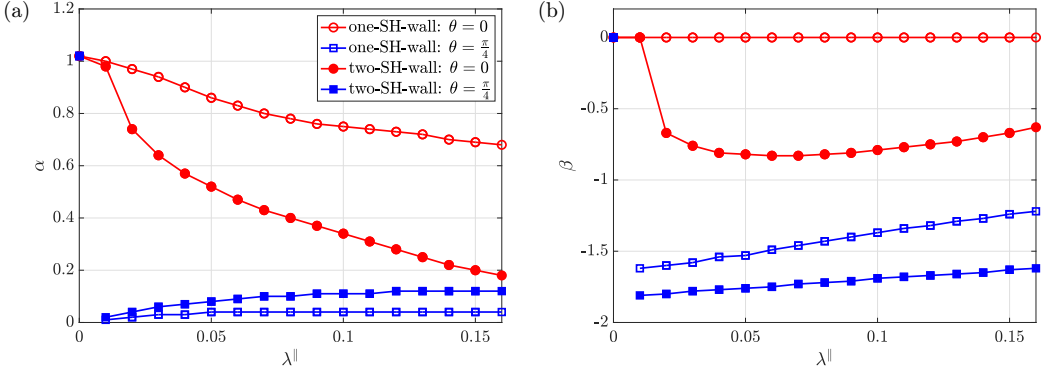 (a)
1.2
1
0.8
0.6
0.4
0.2
0
α
0
0.05
0.1
0.15
λ∥
one-SH-wall: θ = 0
one-SH-wall: θ = π/4
two-SH-wall: θ = 0
two-SH-wall: θ = π/4
(b)
0
-0.5
-1
-1.5
-2
β
0
0.05
0.1
0.15
λ∥